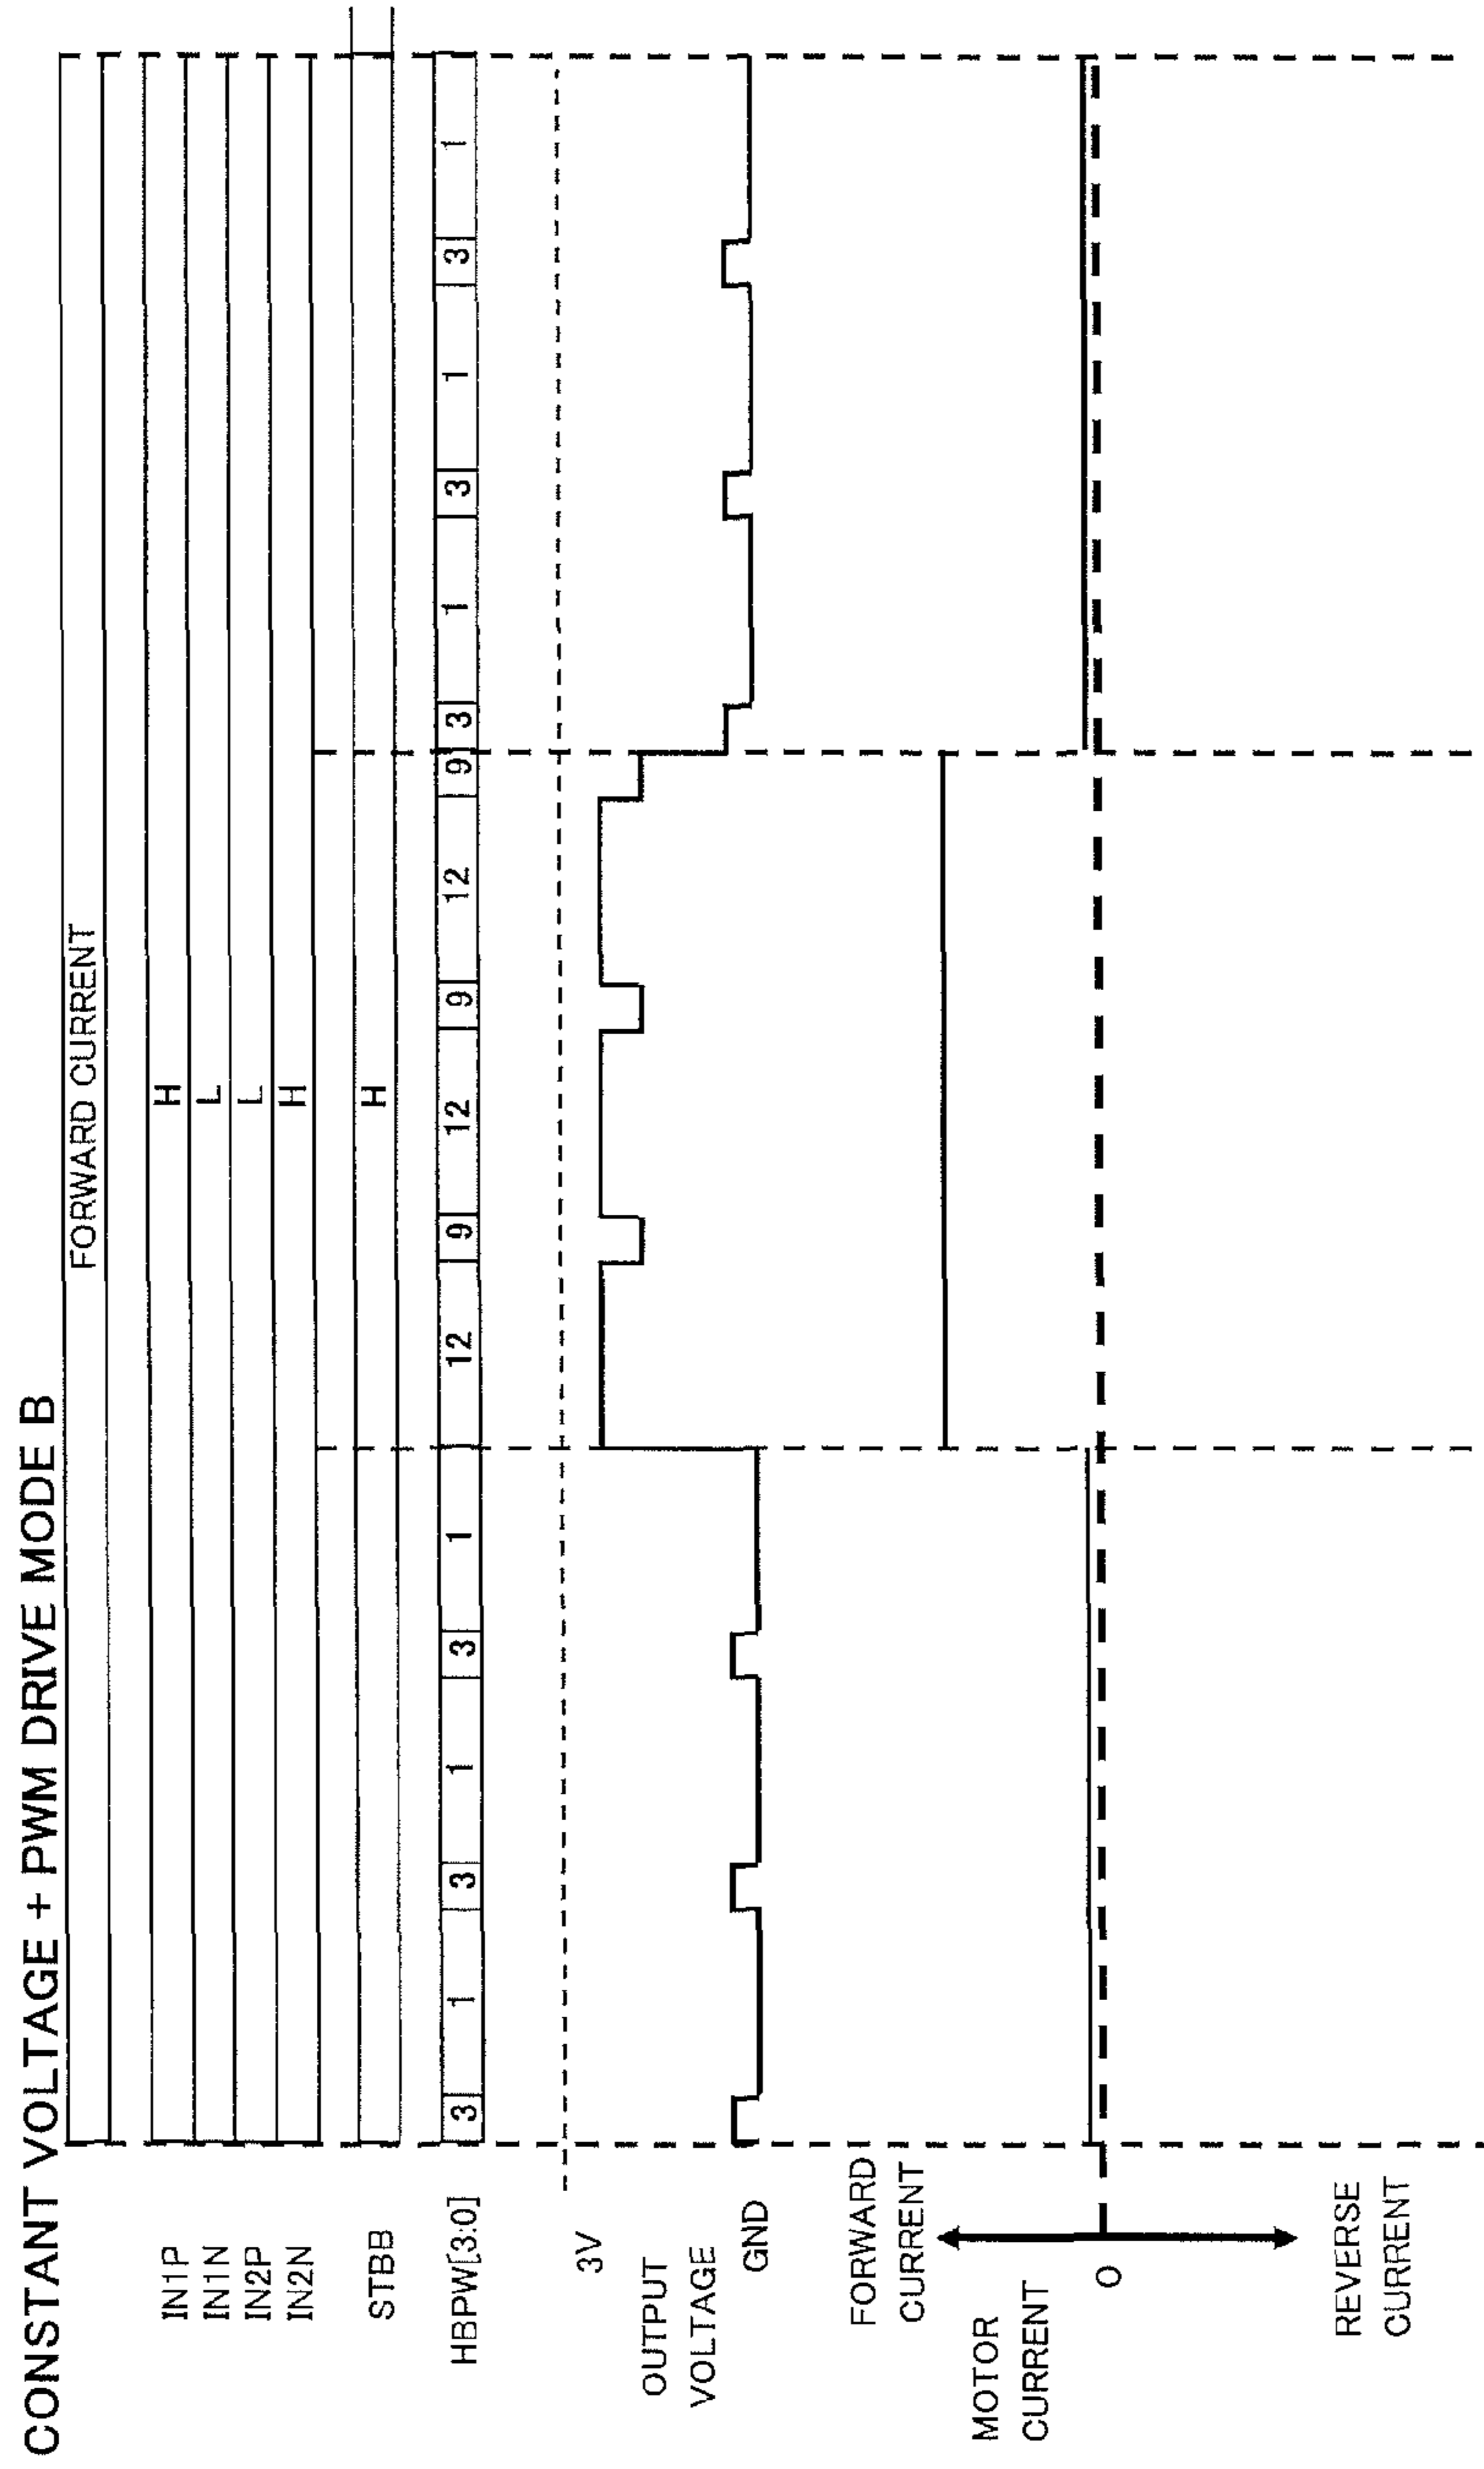 CONSTANT VOLTAGE + PWM DRIVE MODE B
FORWARD CURRENT
IN1P H
IN1N L
IN2P L
IN2N H
STBB H
HBPW[3:0] 3 1 3 1 3 1 12 9 12 9 12 9 3 1 3 1 3 1
3V
OUTPUT
VOLTAGE
GND
FORWARD
CURRENT
MOTOR
CURRENT
0
REVERSE
CURRENT